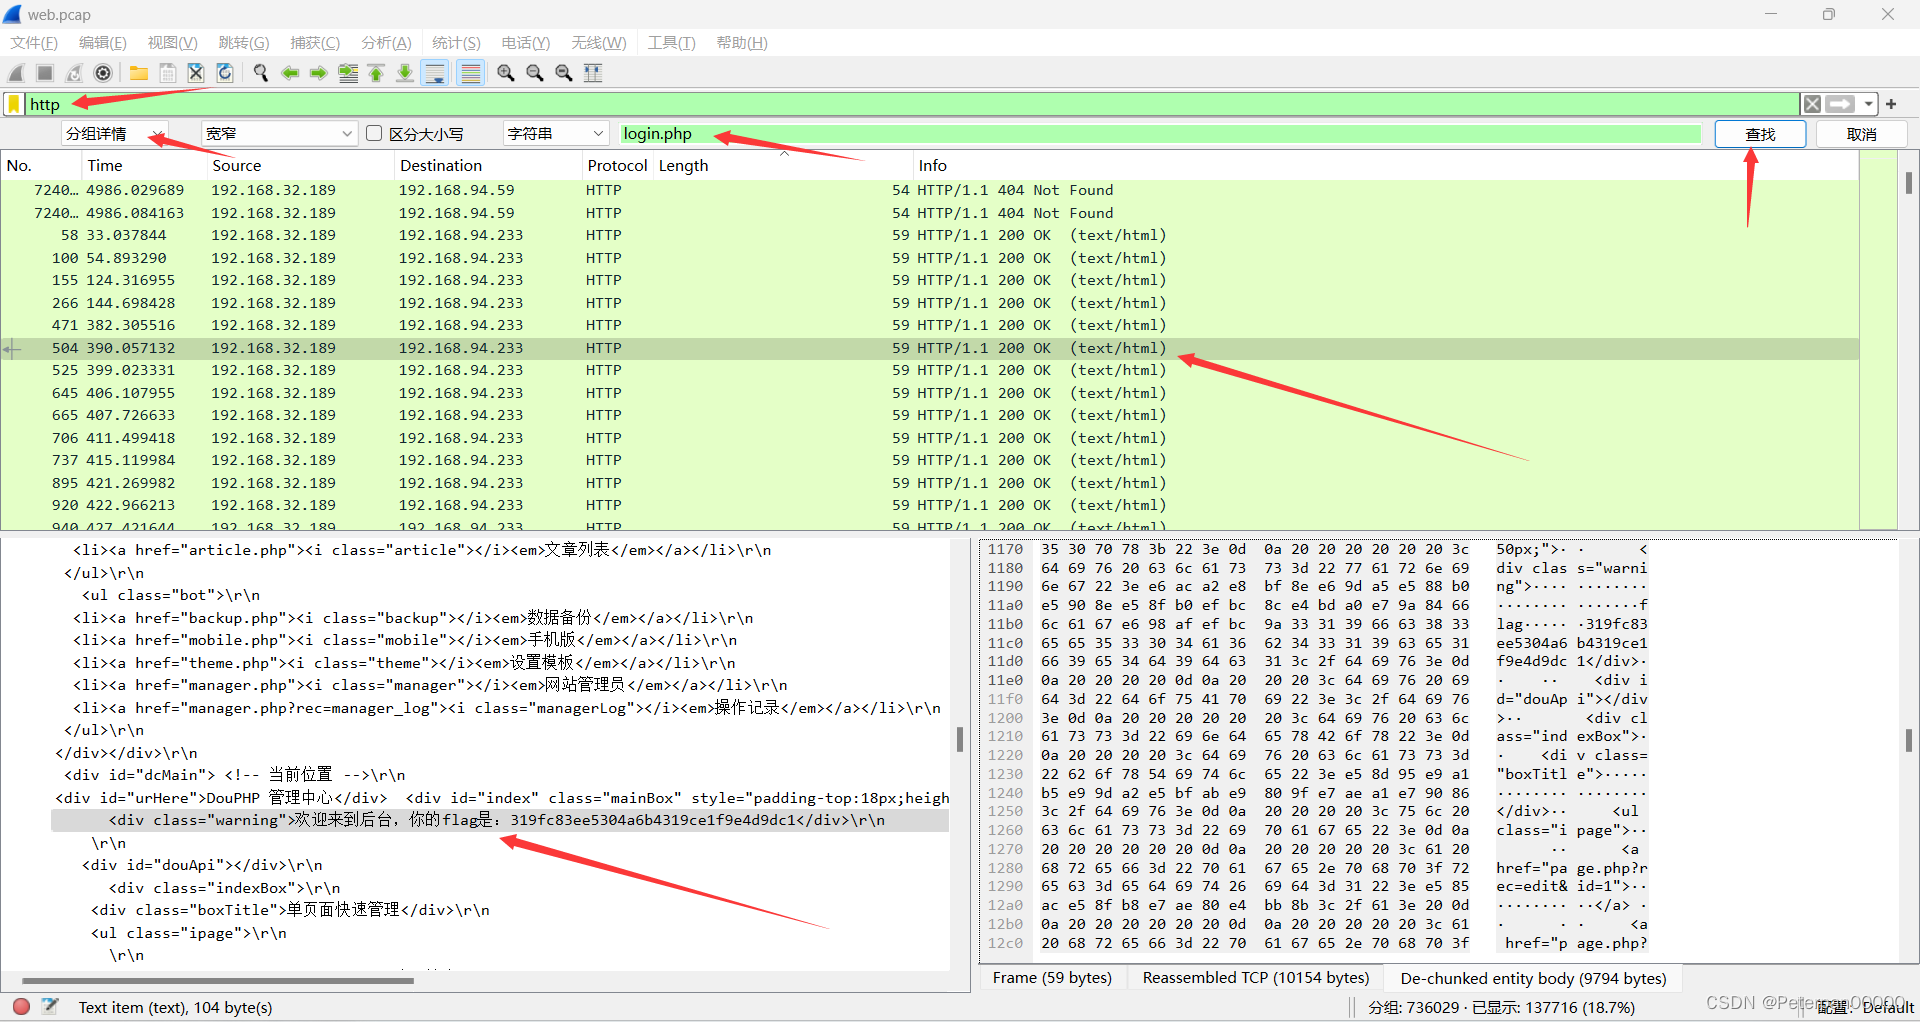 web.pcap
文件(F) 编辑(E) 视图(V) 跳转(G) 捕获(C) 分析(A) 统计(S) 电话(Y) 无线(W) 工具(T) 帮助(H)
http
分组详情 宽窄 区分大小写 字符串 login.php 查找 取消
No. Time Source Destination Protocol Length Info
7240… 4986.029689 192.168.32.189 192.168.94.59 HTTP 54 HTTP/1.1 404 Not Found
7240… 4986.084163 192.168.32.189 192.168.94.59 HTTP 54 HTTP/1.1 404 Not Found
58 33.037844 192.168.32.189 192.168.94.233 HTTP 59 HTTP/1.1 200 OK (text/html)
100 54.893290 192.168.32.189 192.168.94.233 HTTP 59 HTTP/1.1 200 OK (text/html)
155 124.316955 192.168.32.189 192.168.94.233 HTTP 59 HTTP/1.1 200 OK (text/html)
266 144.698428 192.168.32.189 192.168.94.233 HTTP 59 HTTP/1.1 200 OK (text/html)
471 382.305516 192.168.32.189 192.168.94.233 HTTP 59 HTTP/1.1 200 OK (text/html)
504 390.057132 192.168.32.189 192.168.94.233 HTTP 59 HTTP/1.1 200 OK (text/html)
525 399.023331 192.168.32.189 192.168.94.233 HTTP 59 HTTP/1.1 200 OK (text/html)
645 406.107955 192.168.32.189 192.168.94.233 HTTP 59 HTTP/1.1 200 OK (text/html)
665 407.726633 192.168.32.189 192.168.94.233 HTTP 59 HTTP/1.1 200 OK (text/html)
706 411.499418 192.168.32.189 192.168.94.233 HTTP 59 HTTP/1.1 200 OK (text/html)
737 415.119984 192.168.32.189 192.168.94.233 HTTP 59 HTTP/1.1 200 OK (text/html)
895 421.269982 192.168.32.189 192.168.94.233 HTTP 59 HTTP/1.1 200 OK (text/html)
920 422.966213 192.168.32.189 192.168.94.233 HTTP 59 HTTP/1.1 200 OK (text/html)
940 427.421644 192.168.32.189 192.168.94.233 HTTP 59 HTTP/1.1 200 OK (text/html)
<li><a href="article.php"><i class="article"></i><em>文章列表</em></a></li>\r\n
</ul>\r\n
<ul class="bot">\r\n
<li><a href="backup.php"><i class="backup"></i><em>数据备份</em></a></li>\r\n
<li><a href="mobile.php"><i class="mobile"></i><em>手机版</em></a></li>\r\n
<li><a href="theme.php"><i class="theme"></i><em>设置模板</em></a></li>\r\n
<li><a href="manager.php"><i class="manager"></i><em>网站管理员</em></a></li>\r\n
<li><a href="manager.php?rec=manager_log"><i class="managerLog"></i><em>操作记录</em></a></li>\r\n
</ul>\r\n
</div></div>\r\n
<div id="dcMain"> <!-- 当前位置 -->\r\n
<div id="urHere">DouPHP 管理中心</div> <div id="index" class="mainBox" style="padding-top:18px;heigh
<div class="warning">欢迎来到后台，你的flag是：319fc83ee5304a6b4319ce1f9e4d9dc1</div>\r\n
\r\n
<div id="douApi"></div>\r\n
<div class="indexBox">\r\n
<div class="boxTitle">单页面快速管理</div>\r\n
<ul class="ipage">\r\n
\r\n
1170 35 30 70 78 3b 22 3e 0d 0a 20 20 20 20 20 20 3c 50px;">· · <
1180 64 69 76 20 63 6c 61 73 73 3d 22 77 61 72 6e 69 div clas s="warni
1190 6e 67 22 3e e6 ac a2 e8 bf 8e e6 9d a5 e5 88 b0 ng">···· ········
11a0 e5 90 8e e5 8f b0 ef bc 8c e4 bd a0 e7 9a 84 66 ········ ·······f
11b0 6c 61 67 e6 98 af ef bc 9a 33 31 39 66 63 38 33 lag····· ·319fc83
11c0 65 65 35 33 30 34 61 36 62 34 33 31 39 63 65 31 ee5304a6 b4319ce1
11d0 66 39 65 34 64 39 64 63 31 3c 2f 64 69 76 3e 0d f9e4d9dc 1</div>·
11e0 0a 20 20 20 20 0d 0a 20 20 20 3c 64 69 76 20 69 · ·· <div i
11f0 64 3d 22 64 6f 75 41 70 69 22 3e 3c 2f 64 69 76 d="douAp i"></div
1200 3e 0d 0a 20 20 20 20 20 20 3c 64 69 76 20 63 6c >·· <div cl
1210 61 73 73 3d 22 69 6e 64 65 78 42 6f 78 22 3e 0d ass="ind exBox">·
1220 0a 20 20 20 20 3c 64 69 76 20 63 6c 61 73 73 3d · <di v class=
1230 22 62 6f 78 54 69 74 6c 65 22 3e e5 8d 95 e9 a1 "boxTitl e">·····
1240 b5 e9 9d a2 e5 bf ab e9 80 9f e7 ae a1 e7 90 86 ········ ········
1250 3c 2f 64 69 76 3e 0d 0a 20 20 20 20 3c 75 6c 20 </div>·· <ul
1260 63 6c 61 73 73 3d 22 69 70 61 67 65 22 3e 0d 0a class="i page">··
1270 20 20 20 20 20 20 0d 0a 20 20 20 20 20 3c 61 20 ·· <a
1280 68 72 65 66 3d 22 70 61 67 65 2e 70 68 70 3f 72 href="pa ge.php?r
1290 65 63 3d 65 64 69 74 26 69 64 3d 31 22 3e e5 85 ec=edit& id=1">··
12a0 ac e5 8f b8 e7 ae 80 e4 bb 8b 3c 2f 61 3e 20 0d ········ ··</a> ·
12b0 0a 20 20 20 20 20 20 0d 0a 20 20 20 20 20 3c 61 · · · <a
12c0 20 68 72 65 66 3d 22 70 61 67 65 2e 70 68 70 3f href="p age.php?
Frame (59 bytes) Reassembled TCP (10154 bytes) De-chunked entity body (9794 bytes)
Text item (text), 104 byte(s) 分组: 736029 · 已显示: 137716 (18.7%) 配置: Default